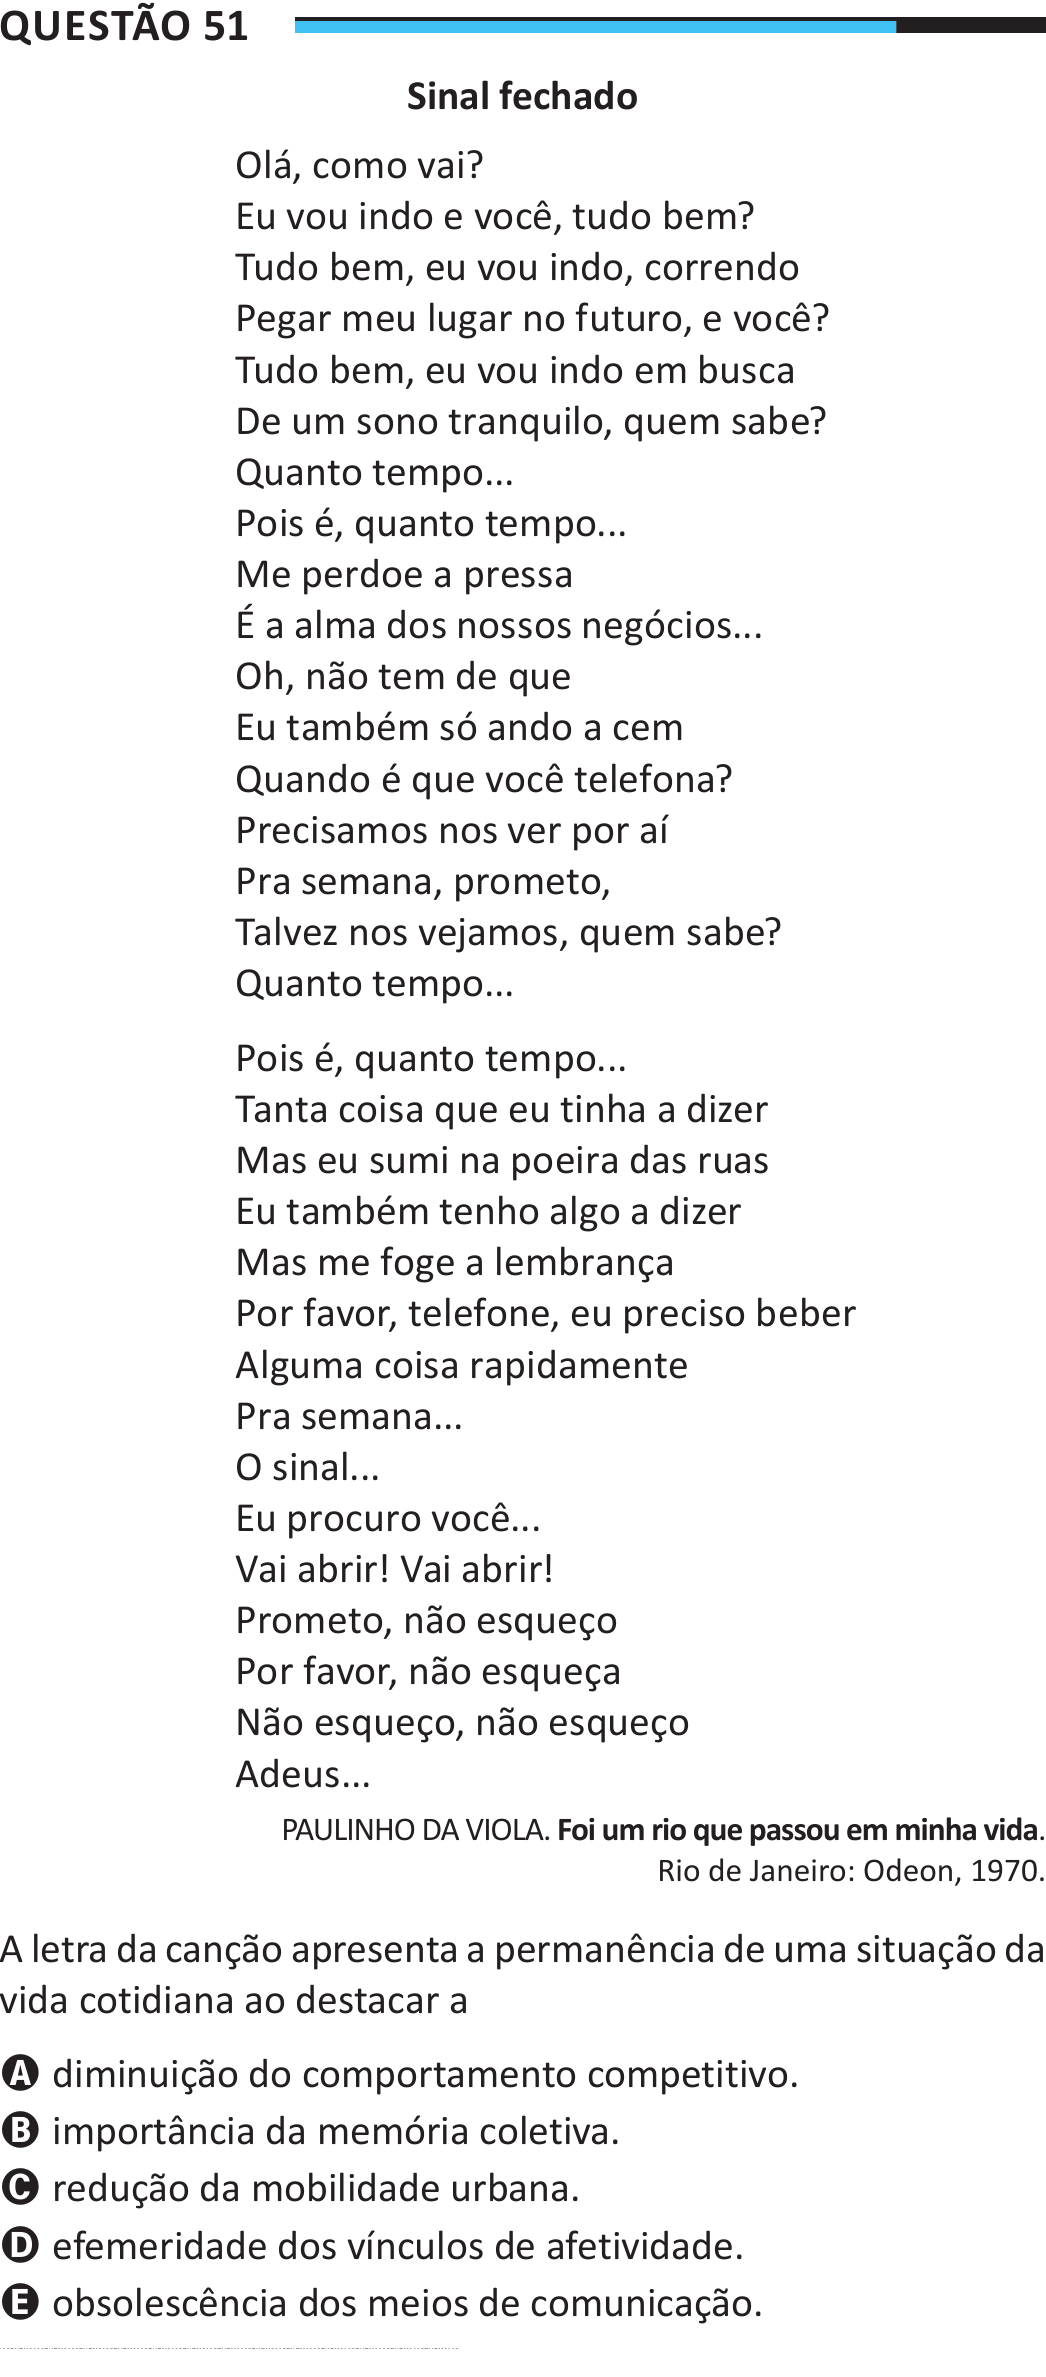 QUESTÃO 51
Sinal fechado
Olá, como vai?
Eu vou indo e você, tudo bem?
Tudo bem, eu vou indo, correndo
Pegar meu lugar no futuro, e você?
Tudo bem, eu vou indo em busca
De um sono tranquilo, quem sabe?
Quanto tempo...
Pois é, quanto tempo...
Me perdoe a pressa
É a alma dos nossos negócios...
Oh, não tem de que
Eu também só ando a cem
Quando é que você telefona?
Precisamos nos ver por aí
Pra semana, prometo,
Talvez nos vejamos, quem sabe?
Quanto tempo...
Pois é, quanto tempo...
Tanta coisa que eu tinha a dizer
Mas eu sumi na poeira das ruas
Eu também tenho algo a dizer
Mas me foge a lembrança
Por favor, telefone, eu preciso beber
Alguma coisa rapidamente
Pra semana...
O sinal...
Eu procuro você...
Vai abrir! Vai abrir!
Prometo, não esqueço
Por favor, não esqueça
Não esqueço, não esqueço
Adeus...
PAULINHO DA VIOLA. Foi um rio que passou em minha vida.
Rio de Janeiro: Odeon, 1970.
A letra da canção apresenta a permanência de uma situação da
vida cotidiana ao destacar a
A diminuição do comportamento competitivo.
B importância da memória coletiva.
C redução da mobilidade urbana.
D efemeridade dos vínculos de afetividade.
E obsolescência dos meios de comunicação.